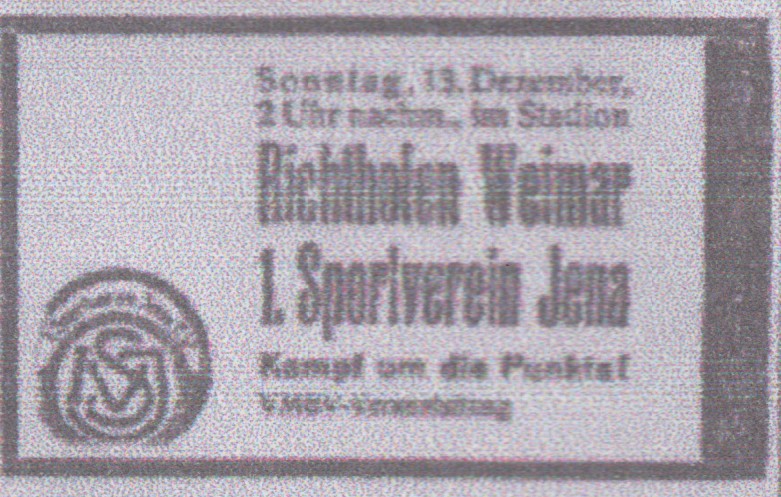 Sonntag, 13. Dezember,
2 Uhr nachm., im Stadion
Richthofen Weimar
1. Sportverein Jena
Kampf um die Punkte!
VMBV-Veranstaltung